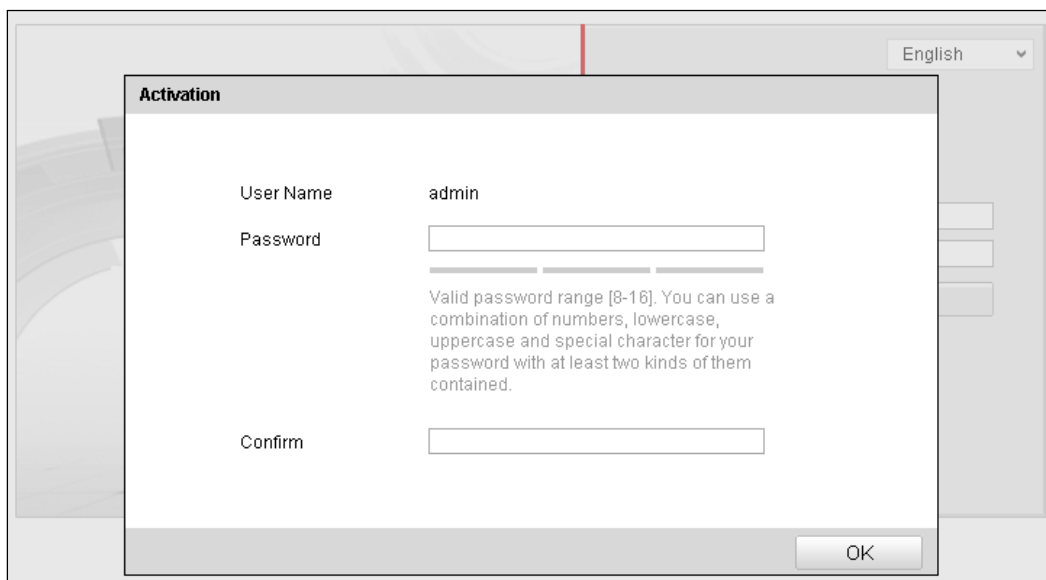 English
Activation
User Name admin
Password
Valid password range [8-16]. You can use a
combination of numbers, lowercase,
uppercase and special character for your
password with at least two kinds of them
contained.
Confirm
OK